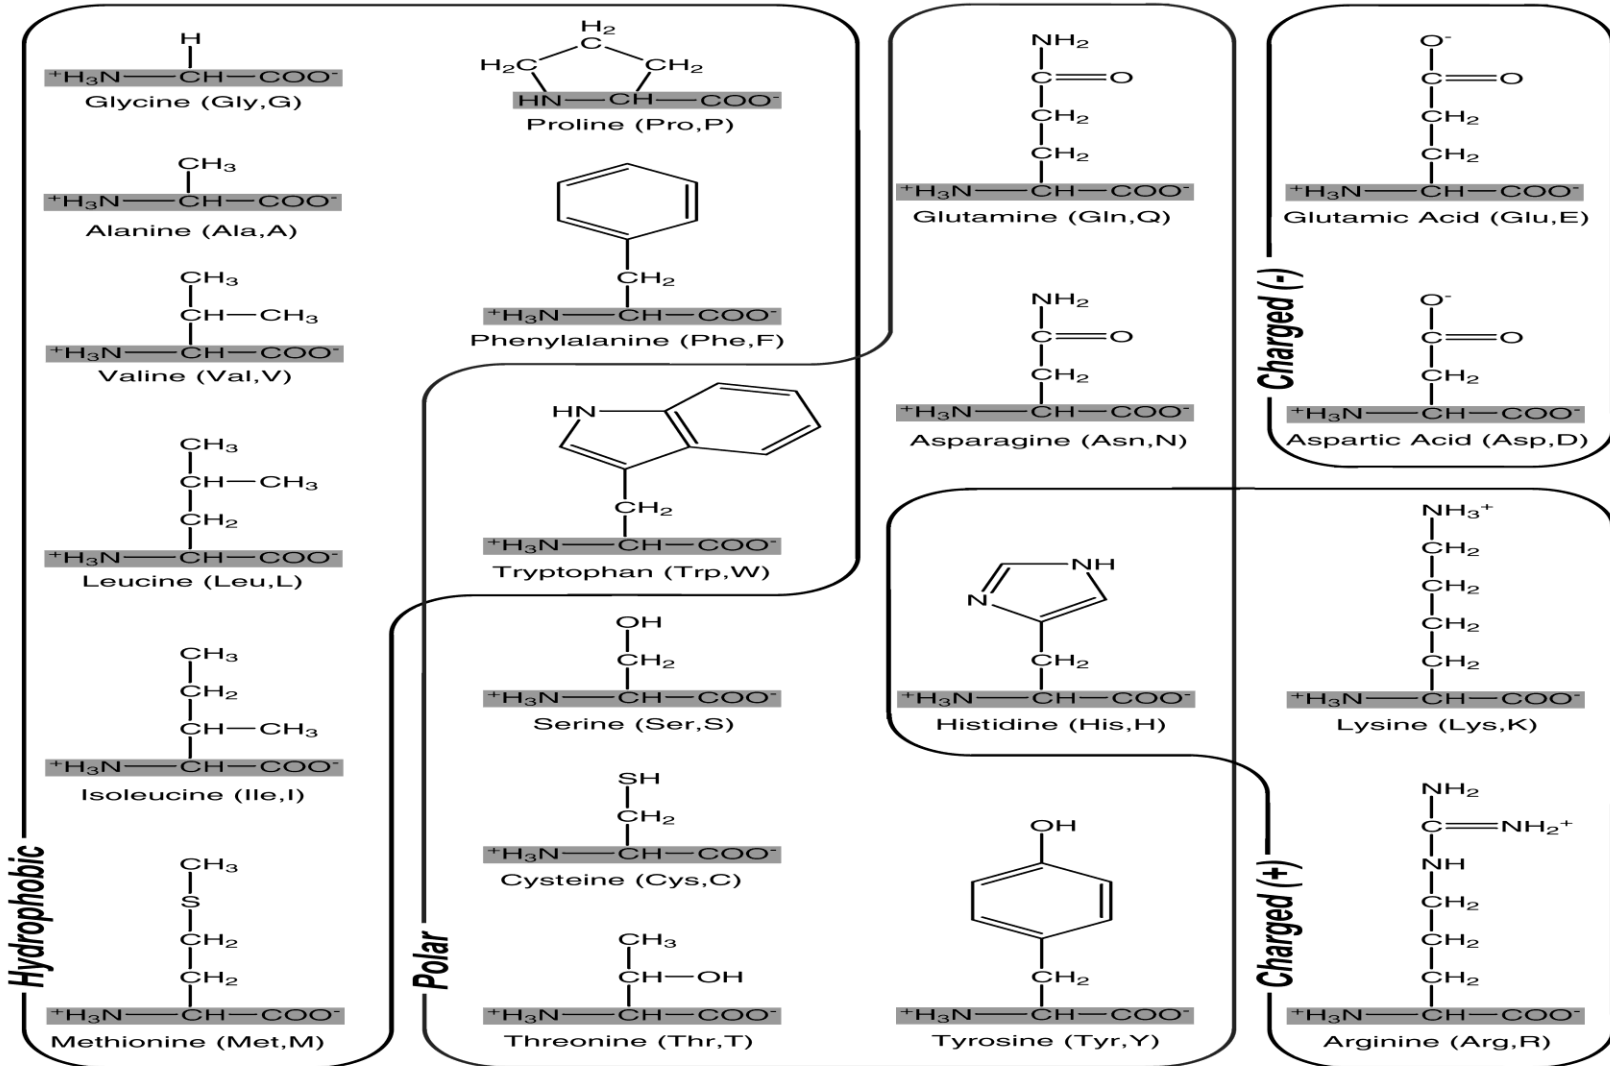 H
⁺H₃N—CH—COO⁻
Glycine (Gly,G)
CH₃
⁺H₃N—CH—COO⁻
Alanine (Ala,A)
CH₃
CH—CH₃
⁺H₃N—CH—COO⁻
Valine (Val,V)
CH₃
CH—CH₃
CH₂
⁺H₃N—CH—COO⁻
Leucine (Leu,L)
CH₃
CH₂
CH—CH₃
⁺H₃N—CH—COO⁻
Isoleucine (Ile,I)
CH₃
S
CH₂
CH₂
⁺H₃N—CH—COO⁻
Methionine (Met,M)
Hydrophobic
H₂
C
H₂C CH₂
HN—CH—COO⁻
Proline (Pro,P)
CH₂
⁺H₃N—CH—COO⁻
Phenylalanine (Phe,F)
HN
CH₂
⁺H₃N—CH—COO⁻
Tryptophan (Trp,W)
OH
CH₂
⁺H₃N—CH—COO⁻
Serine (Ser,S)
SH
CH₂
⁺H₃N—CH—COO⁻
Cysteine (Cys,C)
CH₃
CH—OH
⁺H₃N—CH—COO⁻
Threonine (Thr,T)
Polar
NH₂
C=O
CH₂
CH₂
⁺H₃N—CH—COO⁻
Glutamine (Gln,Q)
NH₂
C=O
CH₂
⁺H₃N—CH—COO⁻
Asparagine (Asn,N)
NH
N
CH₂
⁺H₃N—CH—COO⁻
Histidine (His,H)
OH
CH₂
⁺H₃N—CH—COO⁻
Tyrosine (Tyr,Y)
O⁻
C=O
CH₂
CH₂
⁺H₃N—CH—COO⁻
Glutamic Acid (Glu,E)
Charged (-)
O⁻
C=O
CH₂
⁺H₃N—CH—COO⁻
Aspartic Acid (Asp,D)
NH₃⁺
CH₂
CH₂
CH₂
CH₂
⁺H₃N—CH—COO⁻
Lysine (Lys,K)
Charged (+)
NH₂
C=NH₂⁺
NH
CH₂
CH₂
CH₂
⁺H₃N—CH—COO⁻
Arginine (Arg,R)